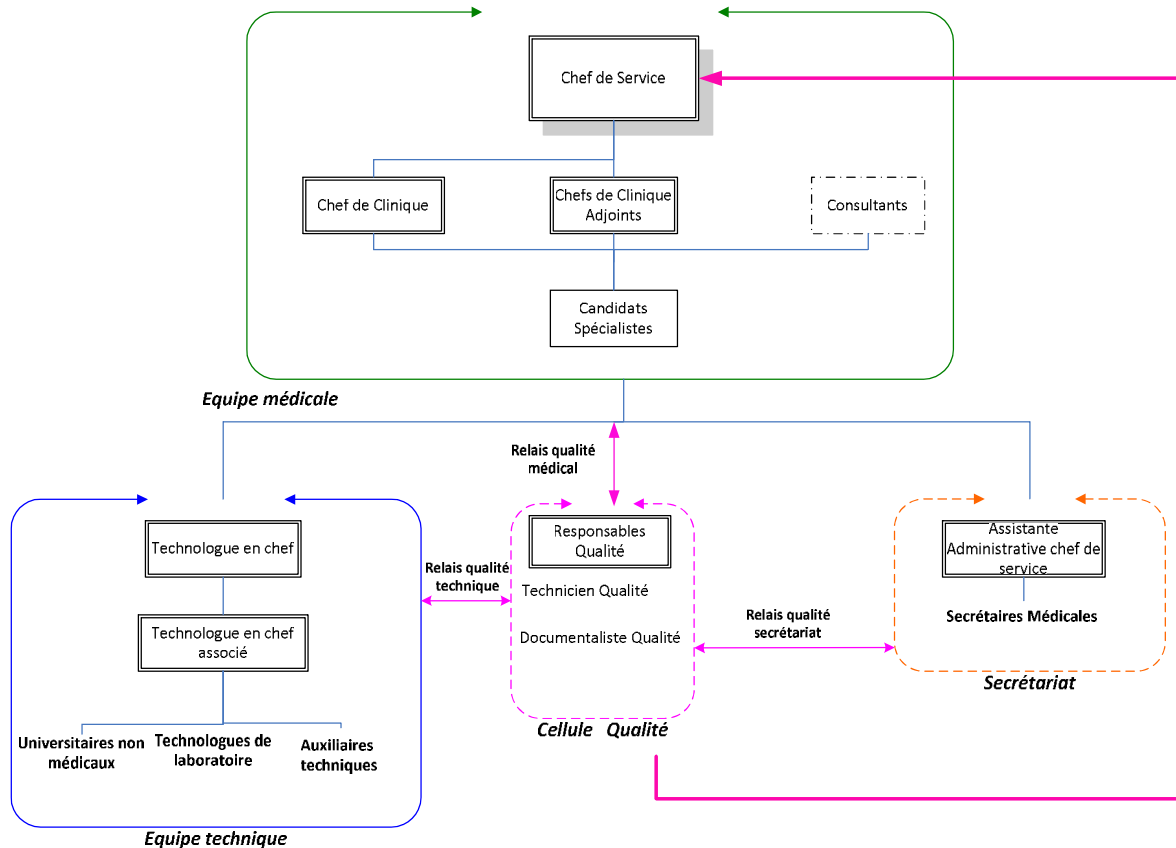 Chef de Service
Chef de Clinique
Chefs de Clinique
Adjoints
Consultants
Candidats
Spécialistes
Equipe médicale
Relais qualité
médical
Technologue en chef
Technologue en chef
associé
Universitaires non
médicaux
Technologues de
laboratoire
Auxiliaires
techniques
Equipe technique
Relais qualité
technique
Responsables
Qualité
Technicien Qualité
Documentaliste Qualité
Cellule Qualité
Relais qualité
secrétariat
Assistante
Administrative chef de
service
Secrétaires Médicales
Secrétariat